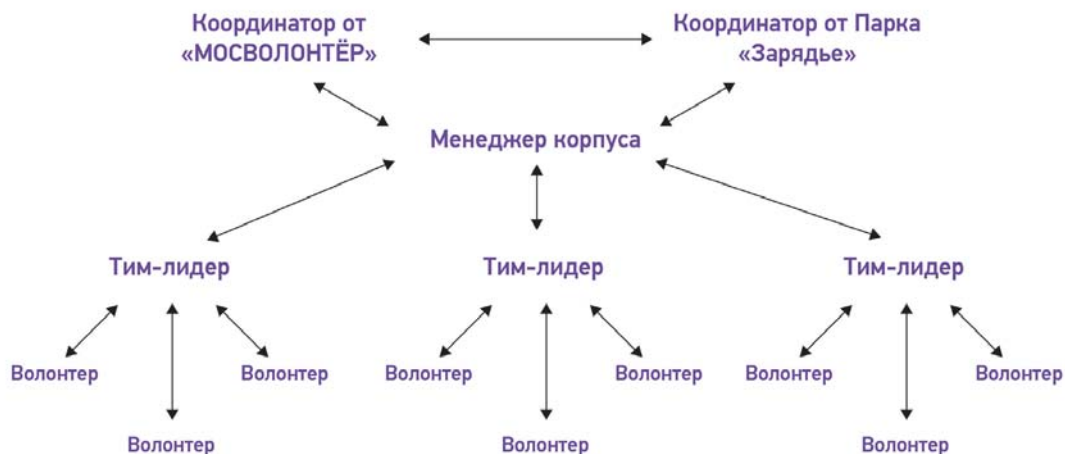 Координатор от
«МОСВОЛОНТЁР»
Координатор от Парка
«Зарядье»
Менеджер корпуса
Тим-лидер
Тим-лидер
Тим-лидер
Волонтер
Волонтер
Волонтер
Волонтер
Волонтер
Волонтер
Волонтер
Волонтер
Волонтер